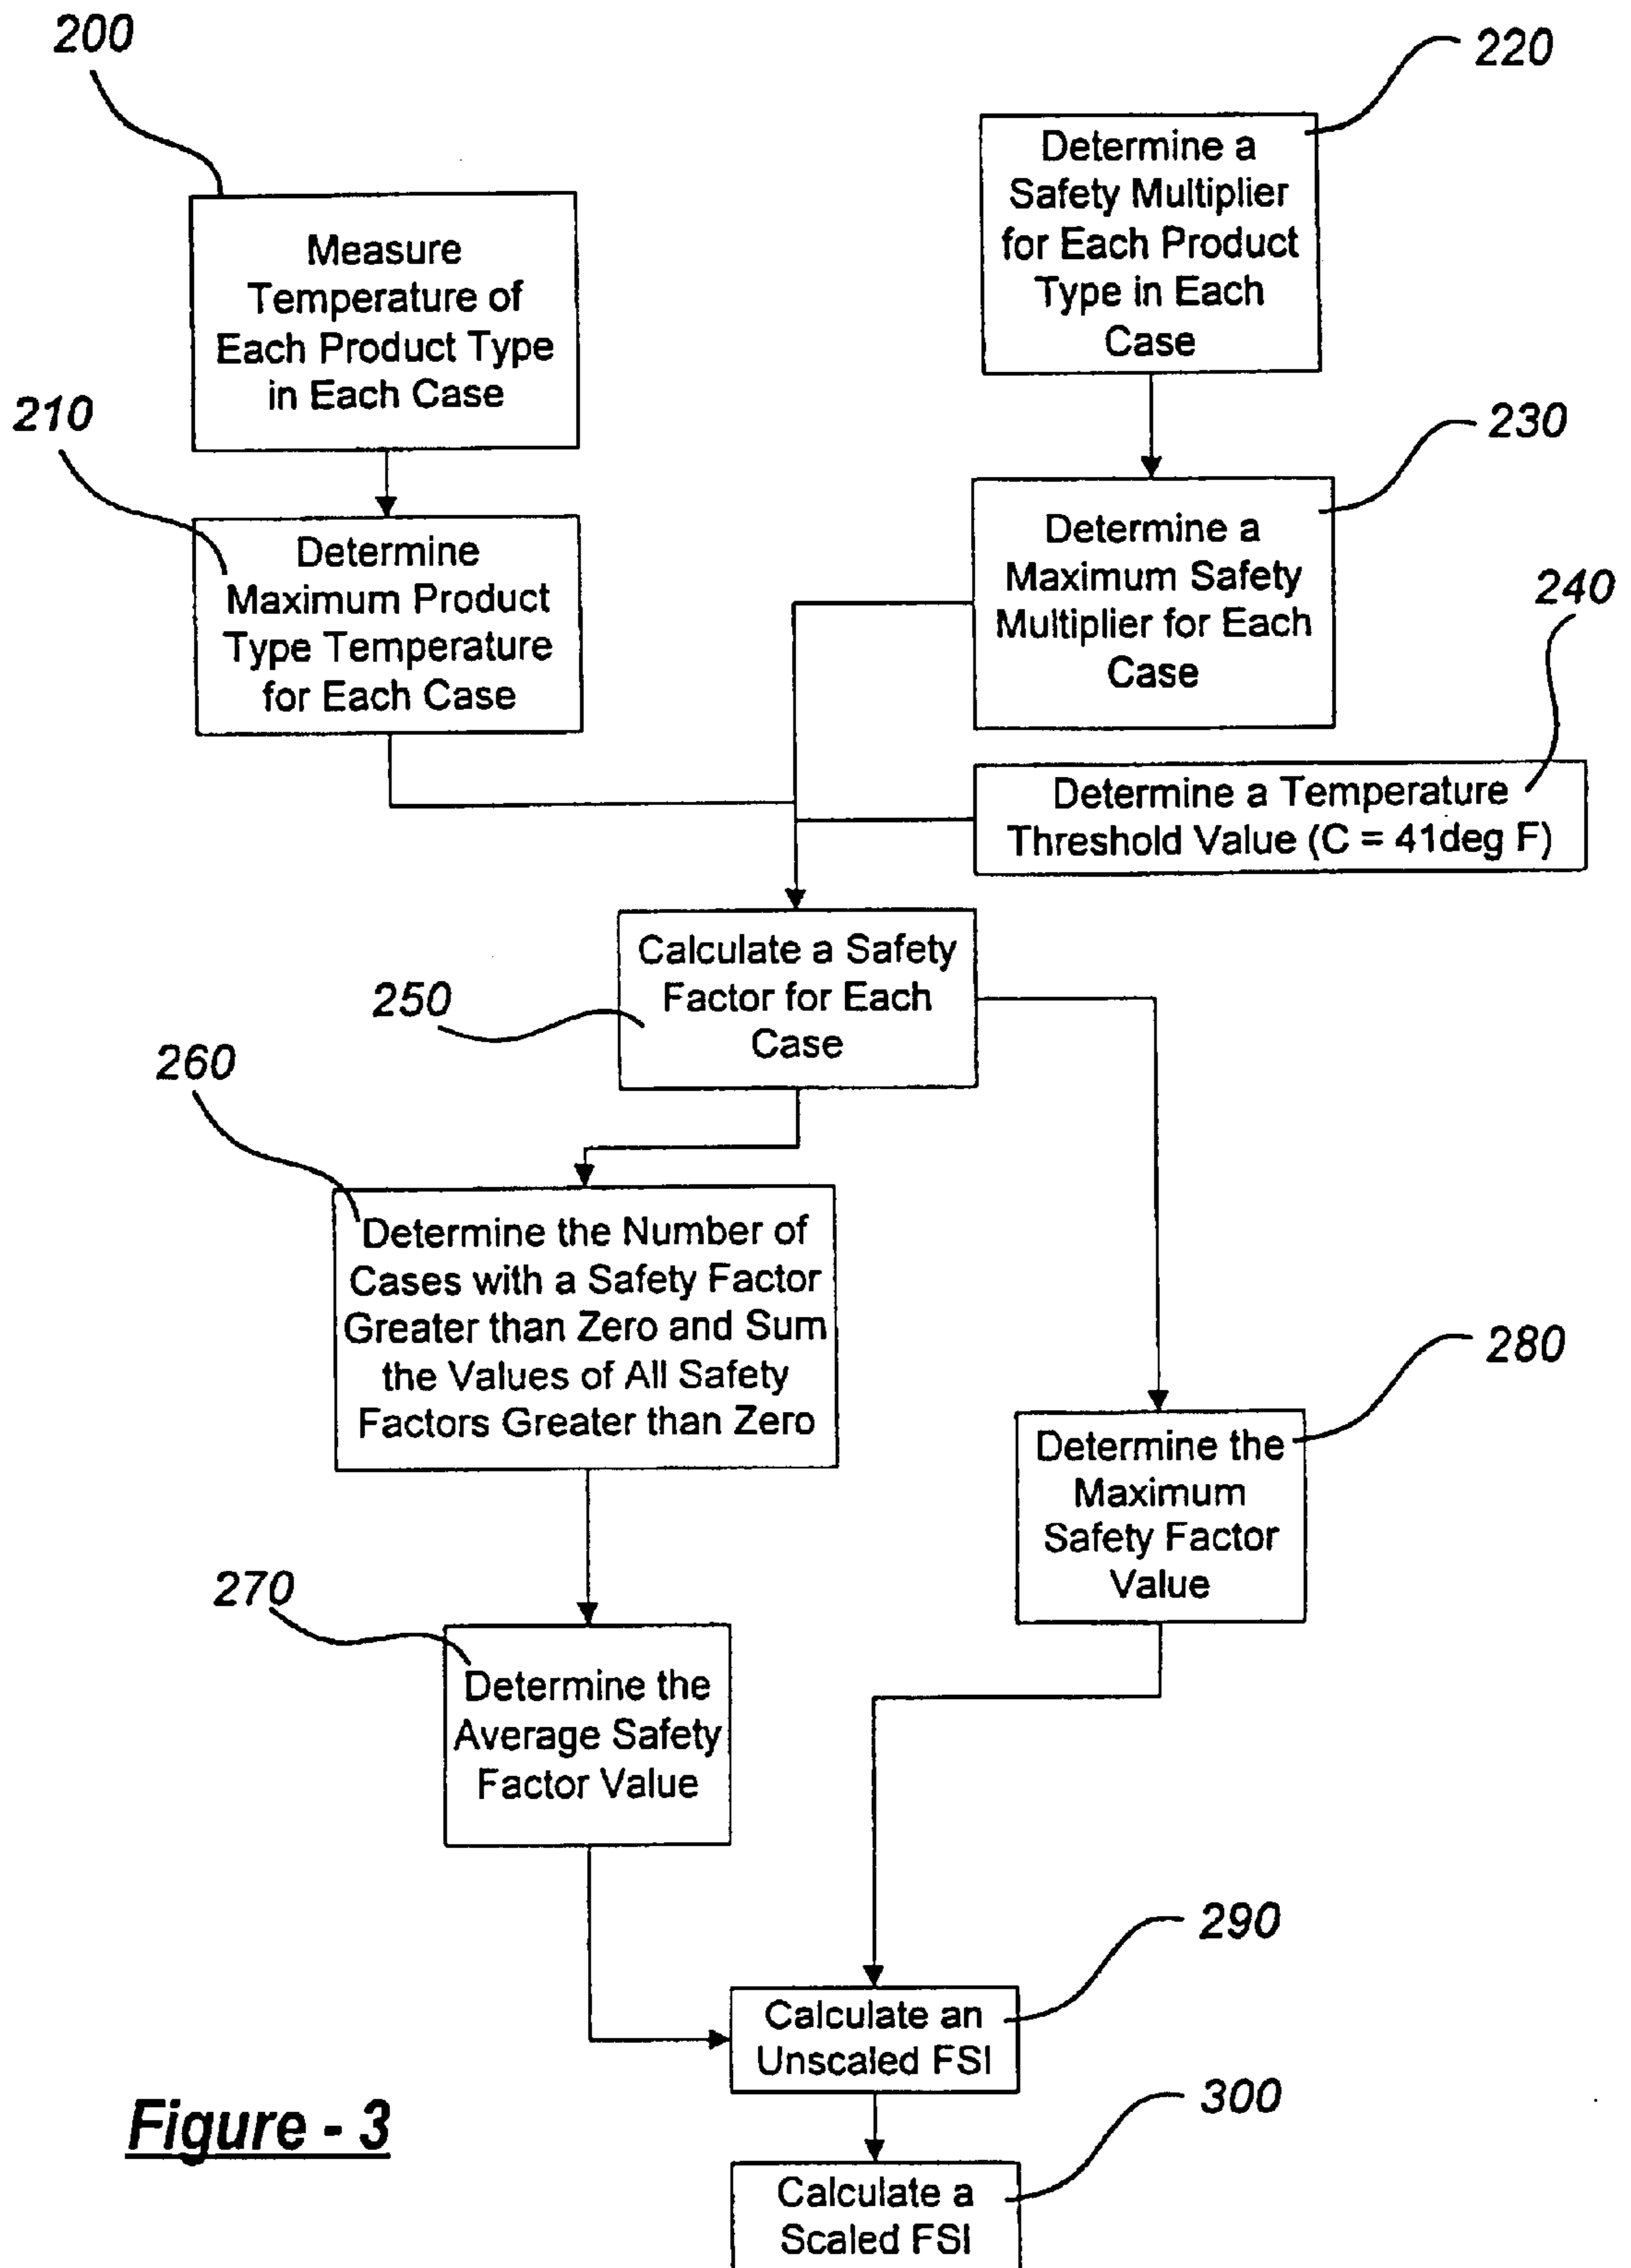 200
220
Measure
Temperature of
Each Product Type
in Each Case
Determine a
Safety Multiplier
for Each Product
Type in Each
Case
210
230
Determine
Maximum Product
Type Temperature
for Each Case
Determine a
Maximum Safety
Multiplier for Each
Case
240
Determine a Temperature
Threshold Value (C = 41deg F)
250
Calculate a Safety
Factor for Each
Case
260
Determine the Number of
Cases with a Safety Factor
Greater than Zero and Sum
the Values of All Safety
Factors Greater than Zero
280
Determine the
Maximum
Safety Factor
Value
270
Determine the
Average Safety
Factor Value
290
Calculate an
Unscaled FSI
300
Calculate a
Scaled FSI
Figure - 3